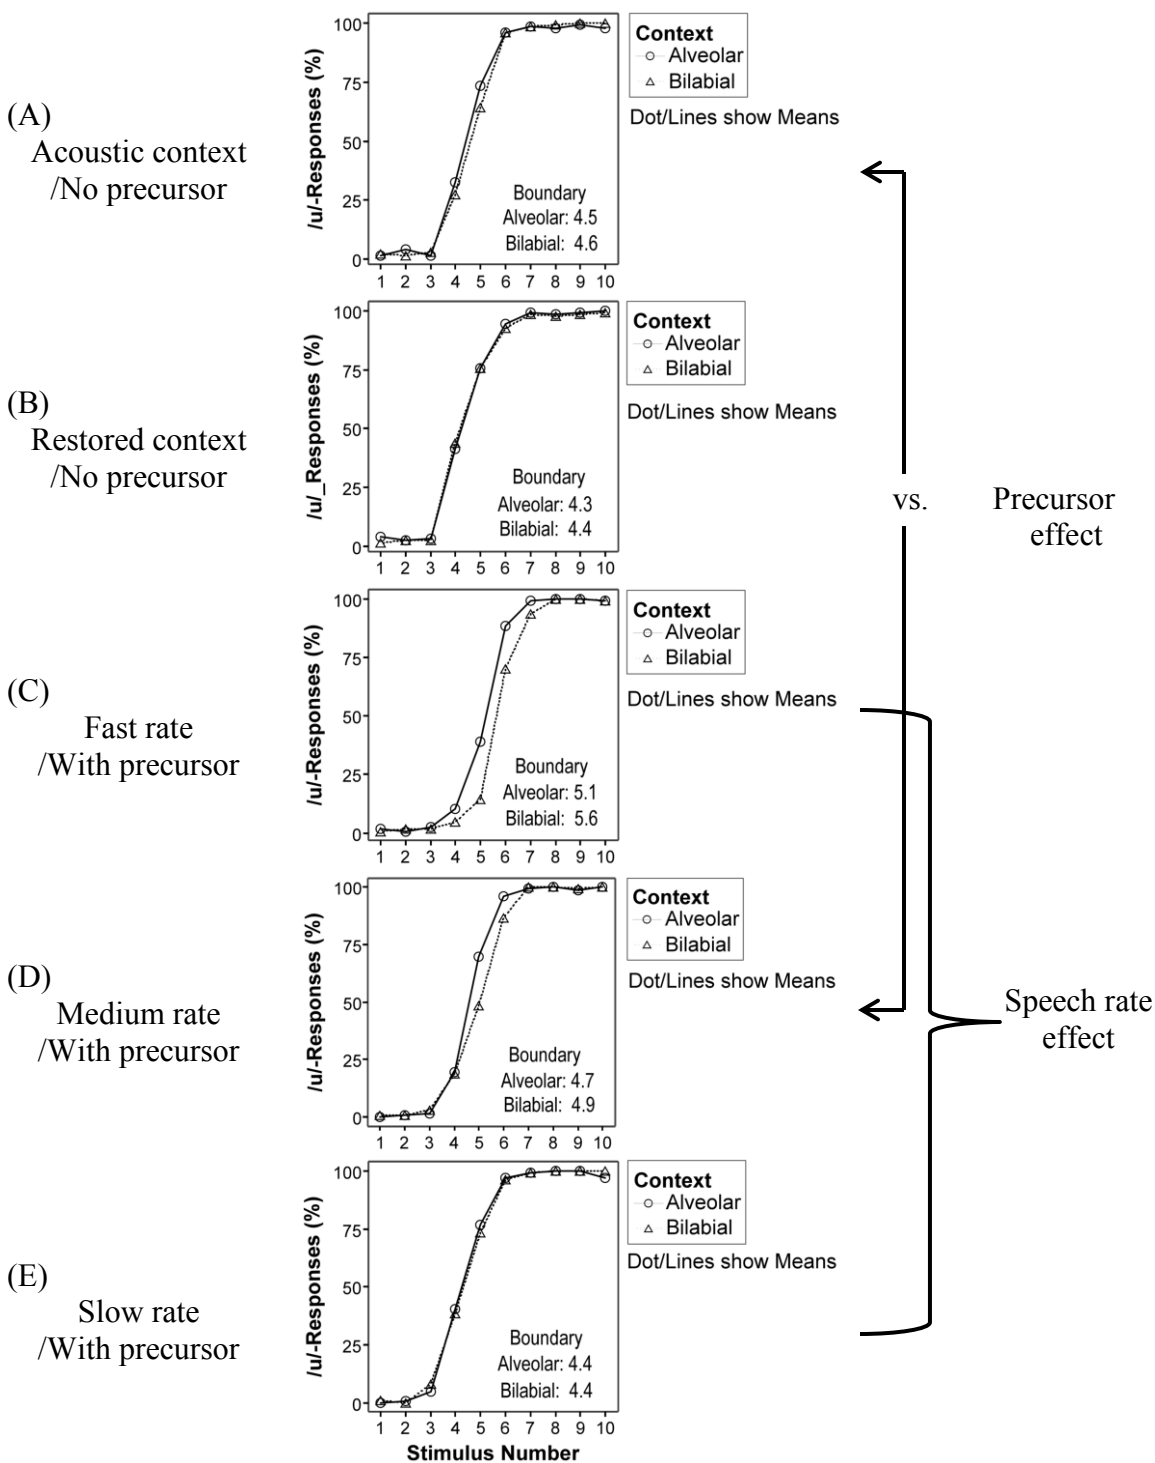 (A)
Acoustic context
/No precursor
/u/-Responses (%)
100
75
50
25
0
Boundary
Alveolar: 4.5
Bilabial: 4.6
1 2 3 4 5 6 7 8 9 10
Context
Alveolar
Bilabial
Dot/Lines show Means
(B)
Restored context
/No precursor
/u/_Responses (%)
100
75
50
25
0
Boundary
Alveolar: 4.3
Bilabial: 4.4
1 2 3 4 5 6 7 8 9 10
Context
Alveolar
Bilabial
Dot/Lines show Means
vs.
Precursor
effect
(C)
Fast rate
/With precursor
/u/-Responses (%)
100
75
50
25
0
Boundary
Alveolar: 5.1
Bilabial: 5.6
1 2 3 4 5 6 7 8 9 10
Context
Alveolar
Bilabial
Dot/Lines show Means
(D)
Medium rate
/With precursor
/u/-Responses (%)
100
75
50
25
0
Boundary
Alveolar: 4.7
Bilabial: 4.9
1 2 3 4 5 6 7 8 9 10
Context
Alveolar
Bilabial
Dot/Lines show Means
Speech rate
effect
(E)
Slow rate
/With precursor
/u/-Responses (%)
100
75
50
25
0
Boundary
Alveolar: 4.4
Bilabial: 4.4
1 2 3 4 5 6 7 8 9 10
Stimulus Number
Context
Alveolar
Bilabial
Dot/Lines show Means